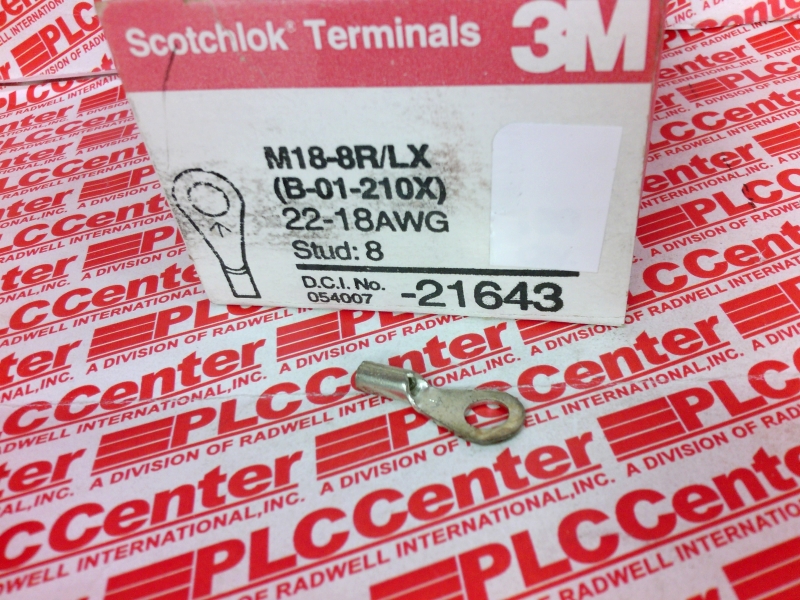 Scotchlok® Terminals 3M
M18-8R/LX
(B-01-210X)
22-18AWG
Stud: 8
D.C.I. No.
054007 -21643
PLCCenter
A DIVISION OF RADWELL INTERNATIONAL, INC.